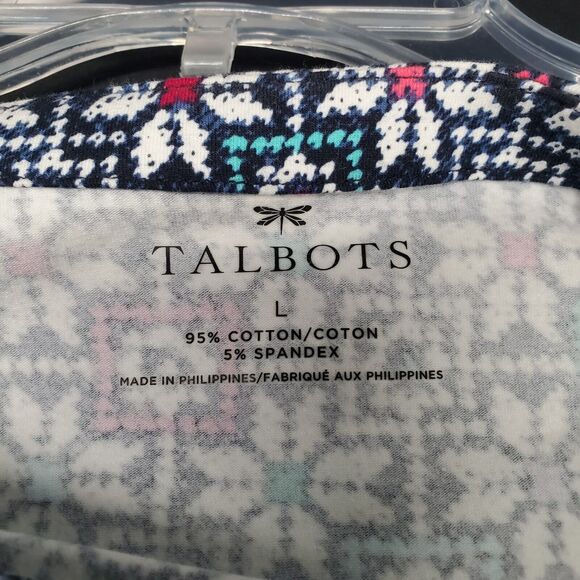 TALBOTS
L
95% COTTON/COTON
5% SPANDEX
MADE IN PHILIPPINES/FABRIQUÉ AUX PHILIPPINES